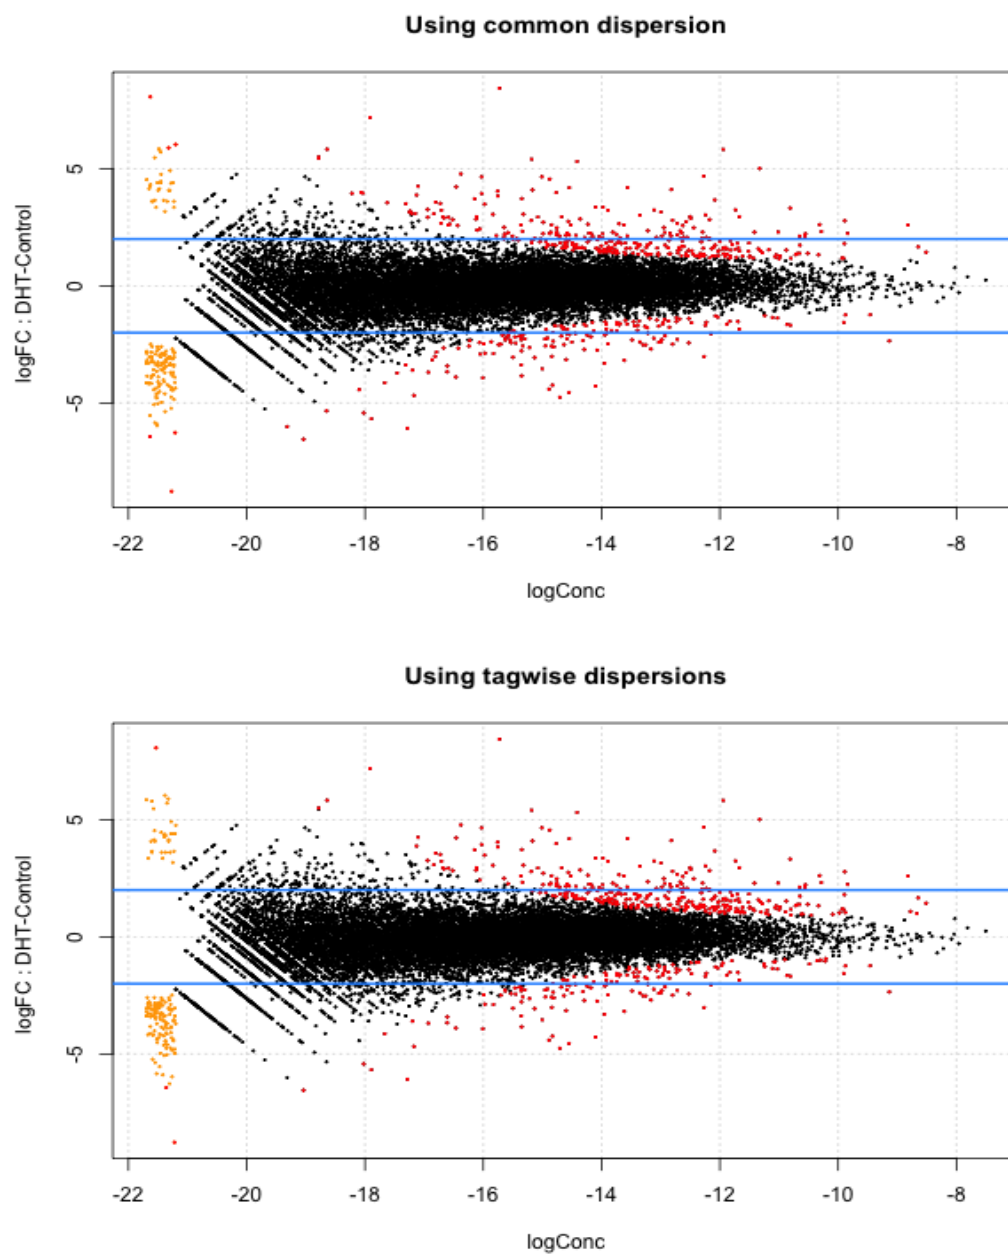 Using common dispersion
logFC : DHT-Control
5
0
-5
-22 -20 -18 -16 -14 -12 -10 -8
logConc
Using tagwise dispersions
logFC : DHT-Control
5
0
-5
-22 -20 -18 -16 -14 -12 -10 -8
logConc